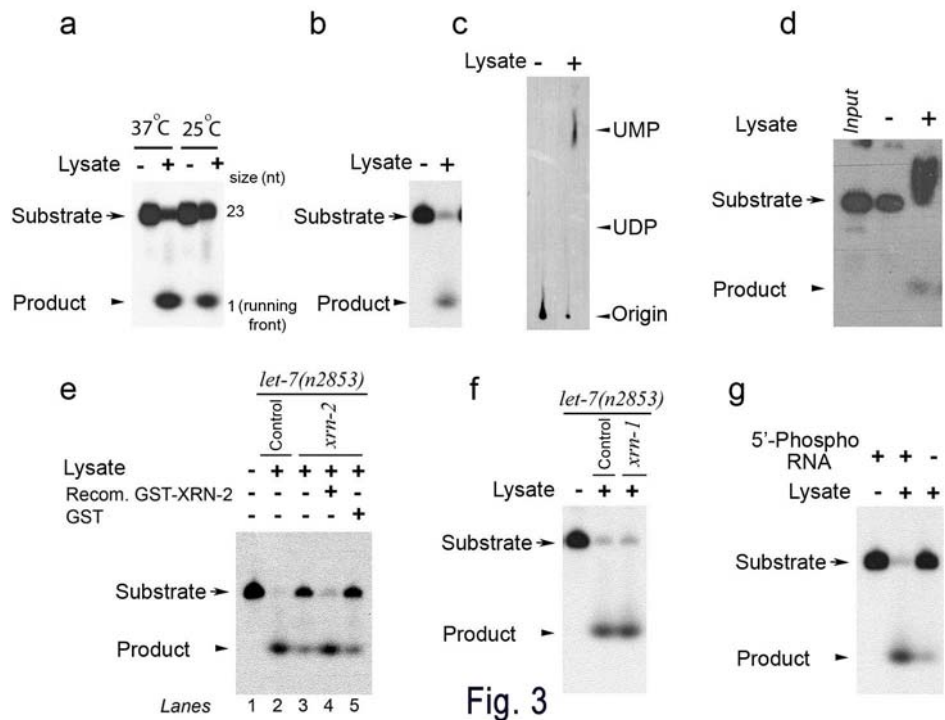 a
37°C 25°C
Lysate - + - +
size (nt)
Substrate 23
Product 1 (running front)
b
Lysate - +
Substrate
Product
c
Lysate - +
UMP
UDP
Origin
d
Lysate Input - +
Substrate
Product
e
let-7(n2853)
Control xrn-2
Lysate - + + + +
Recom. GST-XRN-2 - - - + -
GST - - - - +
Substrate
Product
Lanes 1 2 3 4 5
f
let-7(n2853)
Control xrn-1
Lysate - + +
Substrate
Product
g
5'-Phospho RNA + + -
Lysate - + +
Substrate
Product
Fig. 3